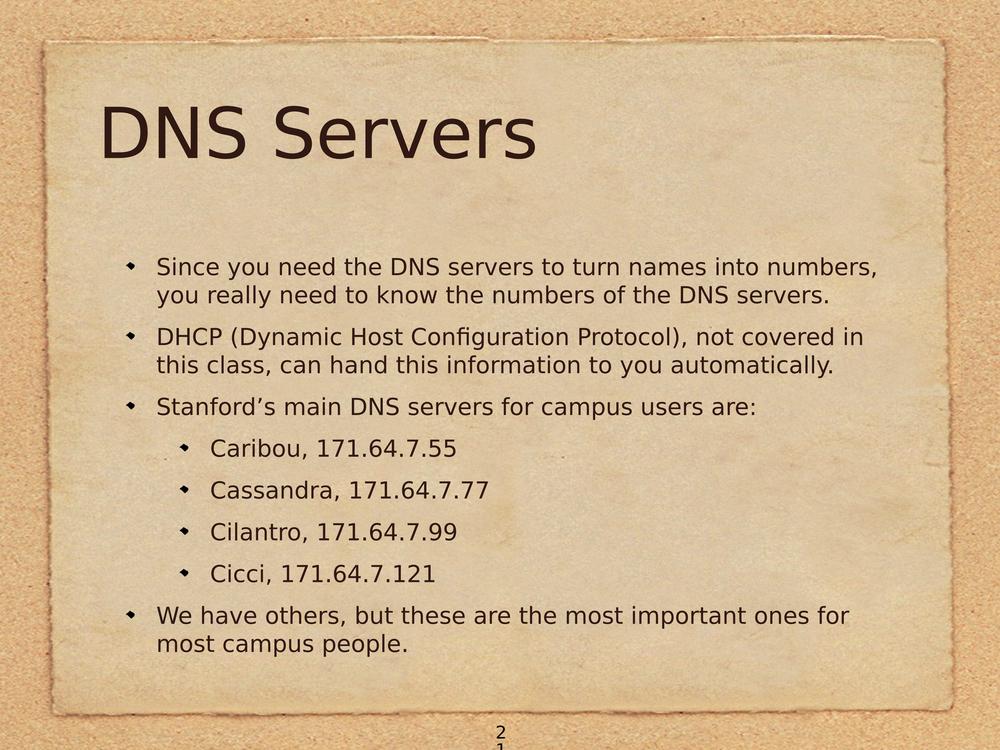 DNS Servers
Since you need the DNS servers to turn names into numbers,
you really need to know the numbers of the DNS servers.
DHCP (Dynamic Host Configuration Protocol), not covered in
this class, can hand this information to you automatically.
Stanford’s main DNS servers for campus users are:
Caribou, 171.64.7.55
Cassandra, 171.64.7.77
Cilantro, 171.64.7.99
Cicci, 171.64.7.121
We have others, but these are the most important ones for
most campus people.
2
1